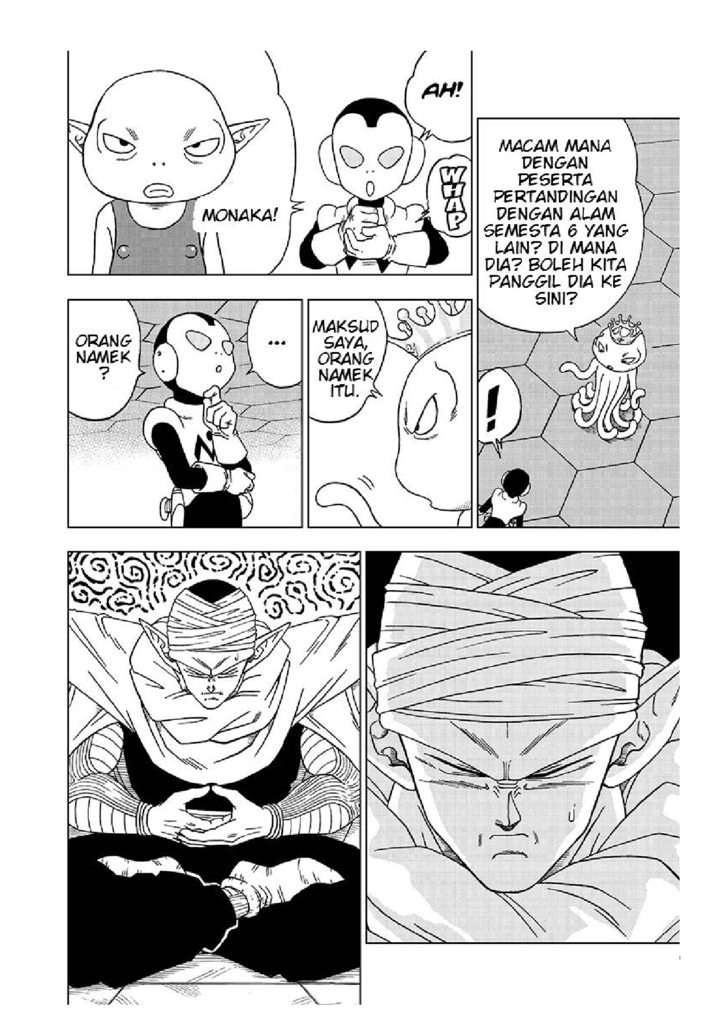 MACAM MANA
DENGAN
PESERTA
PERTANDINGAN
DENGAN ALAM
SEMESTA 6 YANG
LAIN? DI MANA
DIA? BOLEH KITA
PANGGIL DIA KE
SINI?
!
AH!
WHAP
MONAKA!
MAKSUD
SAYA,
ORANG
NAMEK
ITU.
...
ORANG
NAMEK
?
N